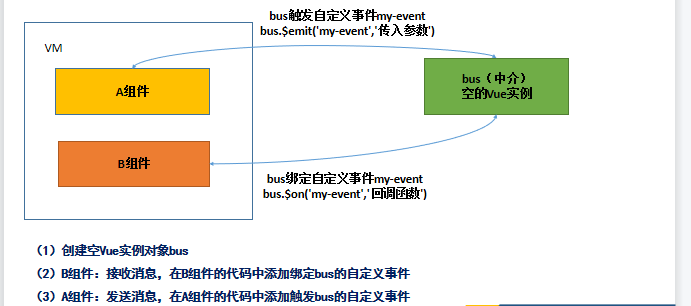 bus触发自定义事件my-event
bus.$emit('my-event','传入参数')
VM
A组件
bus（中介）
空的Vue实例
B组件
bus绑定自定义事件my-event
bus.$on('my-event','回调函数')
（1）创建空Vue实例对象bus
（2）B组件：接收消息，在B组件的代码中添加绑定bus的自定义事件
（3）A组件：发送消息，在A组件的代码中添加触发bus的自定义事件